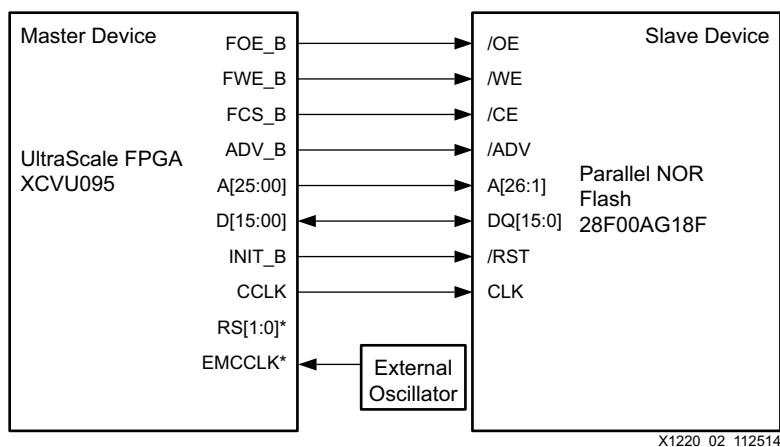 Master Device
Slave Device
FOE_B
/OE
FWE_B
/WE
FCS_B
/CE
ADV_B
/ADV
UltraScale FPGA
XCVU095
A[25:00]
A[26:1]
Parallel NOR
Flash
28F00AG18F
D[15:00]
DQ[15:0]
INIT_B
/RST
CCLK
CLK
RS[1:0]*
EMCCLK*
External
Oscillator
X1220_02_112514